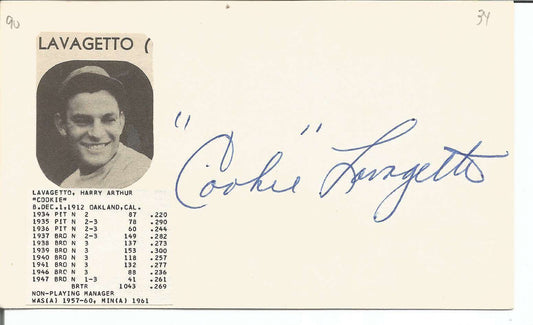 90
34
LAVAGETTO (
"Cookie" Lavagetto
LAVAGETTO, HARRY ARTHUR
"COOKIE"
B.DEC.1,1912 OAKLAND,CAL.
1934 PIT N 2 87 .220
1935 PIT N 2-3 78 .290
1936 PIT N 2-3 60 .244
1937 BRO N 2-3 149 .282
1938 BRO N 3 137 .273
1939 BRO N 3 153 .300
1940 BRO N 3 118 .257
1941 BRO N 3 132 .277
1946 BRO N 3 88 .236
1947 BRO N 1-3 41 .261
BRTR 1043 .269
NON-PLAYING MANAGER
WAS(A) 1957-60, MIN(A) 1961